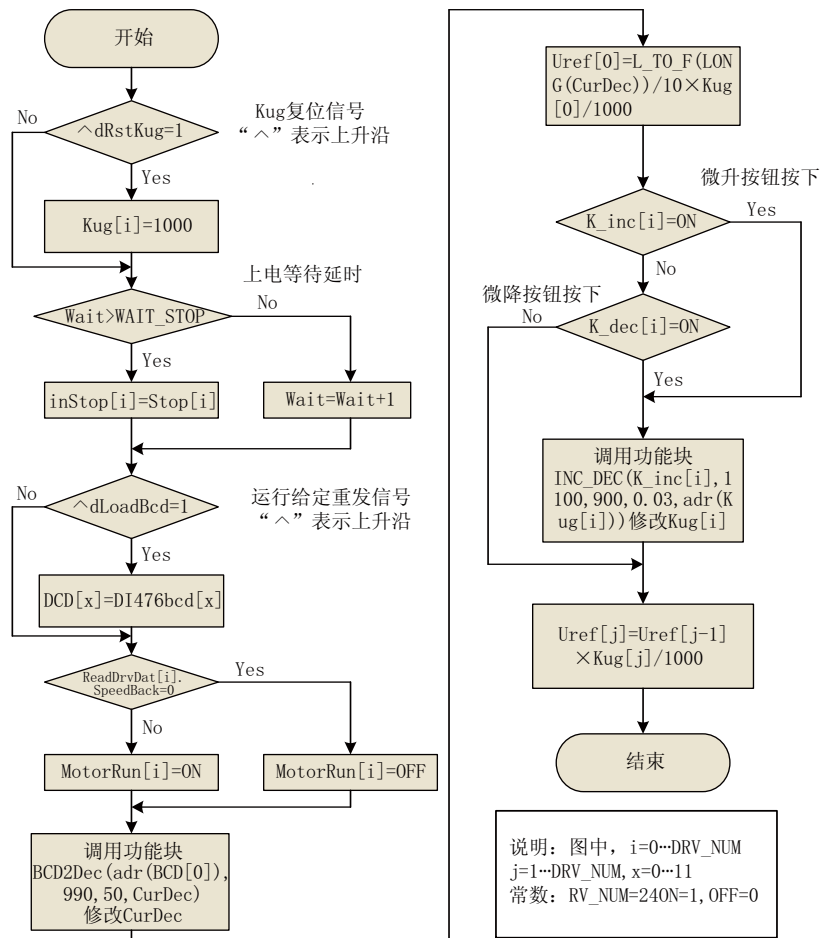 开始
Kug复位信号
“^”表示上升沿
No
^dRstKug=1
Yes
Kug[i]=1000
上电等待延时
No
Wait>WAIT_STOP
Yes
inStop[i]=Stop[i]
Wait=Wait+1
No
^dLoadBcd=1
运行给定重发信号
“^”表示上升沿
Yes
DCD[x]=DI476bcd[x]
ReadDrvDat[i].
SpeedBack=0
Yes
No
MotorRun[i]=ON
MotorRun[i]=OFF
调用功能块
BCD2Dec(adr(BCD[0]),
990,50,CurDec)
修改CurDec
Uref[0]=L_TO_F(LON
G(CurDec))/10×Kug
[0]/1000
微升按钮按下
K_inc[i]=ON
Yes
No
微降按钮按下
No
K_dec[i]=ON
Yes
调用功能块
INC_DEC(K_inc[i],1
100,900,0.03,adr(K
ug[i]))修改Kug[i]
Uref[j]=Uref[j-1]
×Kug[j]/1000
结束
说明：图中，i=0…DRV_NUM
j=1…DRV_NUM,x=0…11
常数：RV_NUM=24ON=1,OFF=0